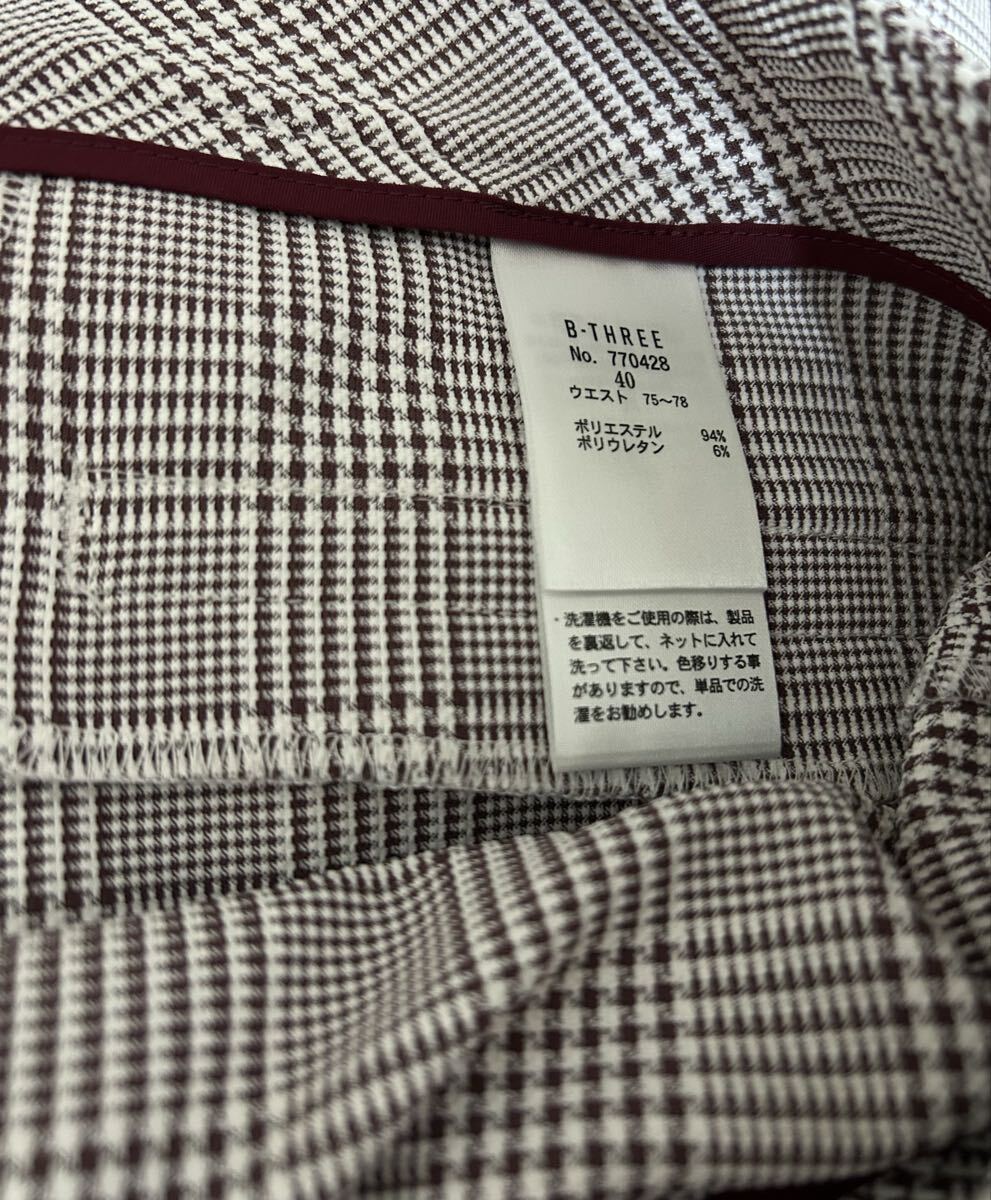 B-THREE
No. 770428
40
ウエスト 75～78
ポリエステル 94%
ポリウレタン 6%
・洗濯機をご使用の際は、製品
を裏返して、ネットに入れて
洗って下さい。色移りする事
がありますので、単品での洗
濯をお勧めします。